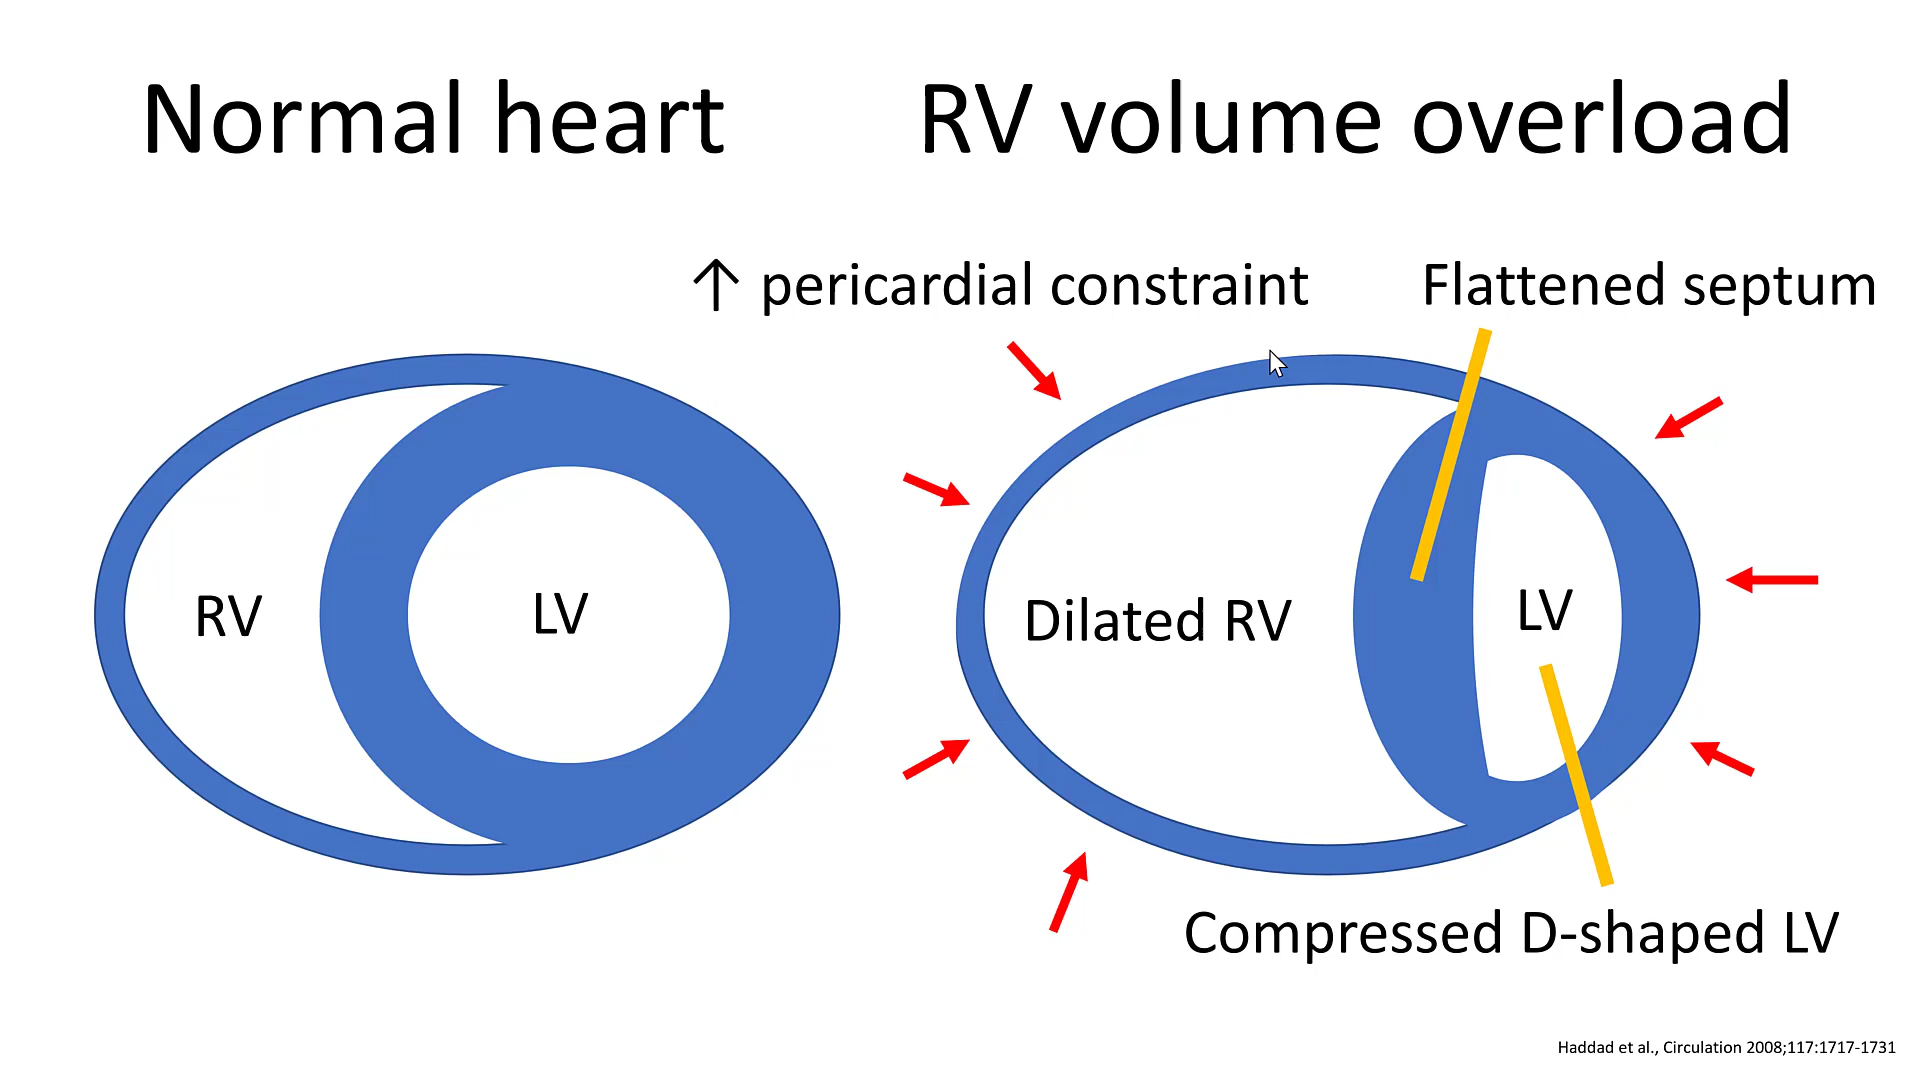 Normal heart
RV volume overload
↑ pericardial constraint
Flattened septum
RV
LV
Dilated RV
LV
Compressed D-shaped LV
Haddad et al., Circulation 2008;117:1717-1731